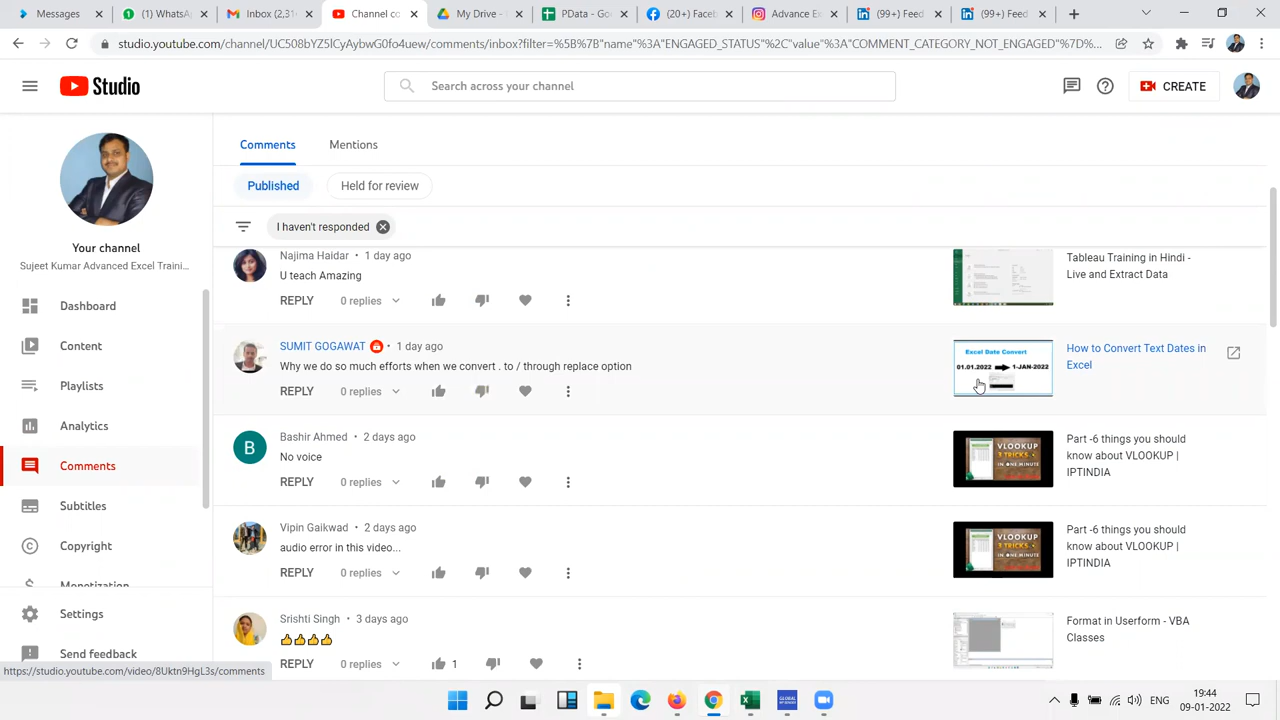 Messages
(1) WhatsA
M Inbox (2,31
Channel co
My Drive - G
PData - Go
(20+) Faceb
Advance Ex
(99+) Feed
(99+) Feed
studio.youtube.com/channel/UC508bYZ5lCyAybwG0fo4uew/comments/inbox?filter=%5B%7B"name"%3A"ENGAGED_STATUS"%2C"value"%3A"COMMENT_CATEGORY_NOT_ENGAGED"%7D%...
Studio
Search across your channel
CREATE
Your channel
Sujeet Kumar Advanced Excel Traini...
Dashboard
Content
Playlists
Analytics
Comments
Subtitles
Copyright
Monetization
Settings
Send feedback
Comments
Mentions
Published
Held for review
I haven't responded
Najima Haidar • 1 day ago
U teach Amazing
REPLY 0 replies
Tableau Training in Hindi -
Live and Extract Data
SUMIT GOGAWAT • 1 day ago
Why we do so much efforts when we convert . to / through replace option
REPLY 0 replies
Excel Date Convert
01.01.2022 1-JAN-2022
How to Convert Text Dates in
Excel
B
Bashir Ahmed • 2 days ago
REPLY 0 replies
VLOOKUP
3 TRICKS
IN ONE MINUTE
Part -6 things you should
know about VLOOKUP |
IPTINDIA
Vipin Gaikwad • 2 days ago
audio error in this video...
REPLY 0 replies
VLOOKUP
3 TRICKS
IN ONE MINUTE
Part -6 things you should
know about VLOOKUP |
IPTINDIA
Singh • 3 days ago
REPLY 0 replies 1
Format in Userform - VBA
Classes
ENG
19:44
09-01-2022